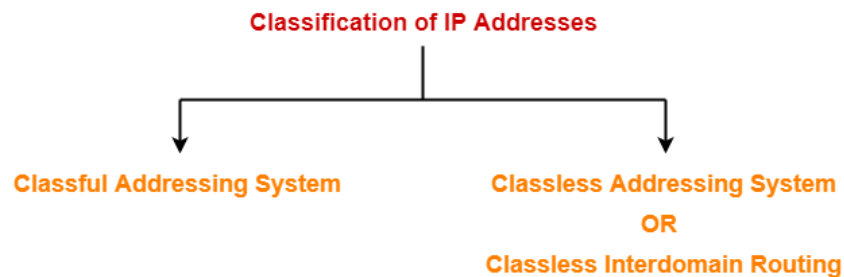 Classification of IP Addresses
Classful Addressing System
Classless Addressing System
OR
Classless Interdomain Routing